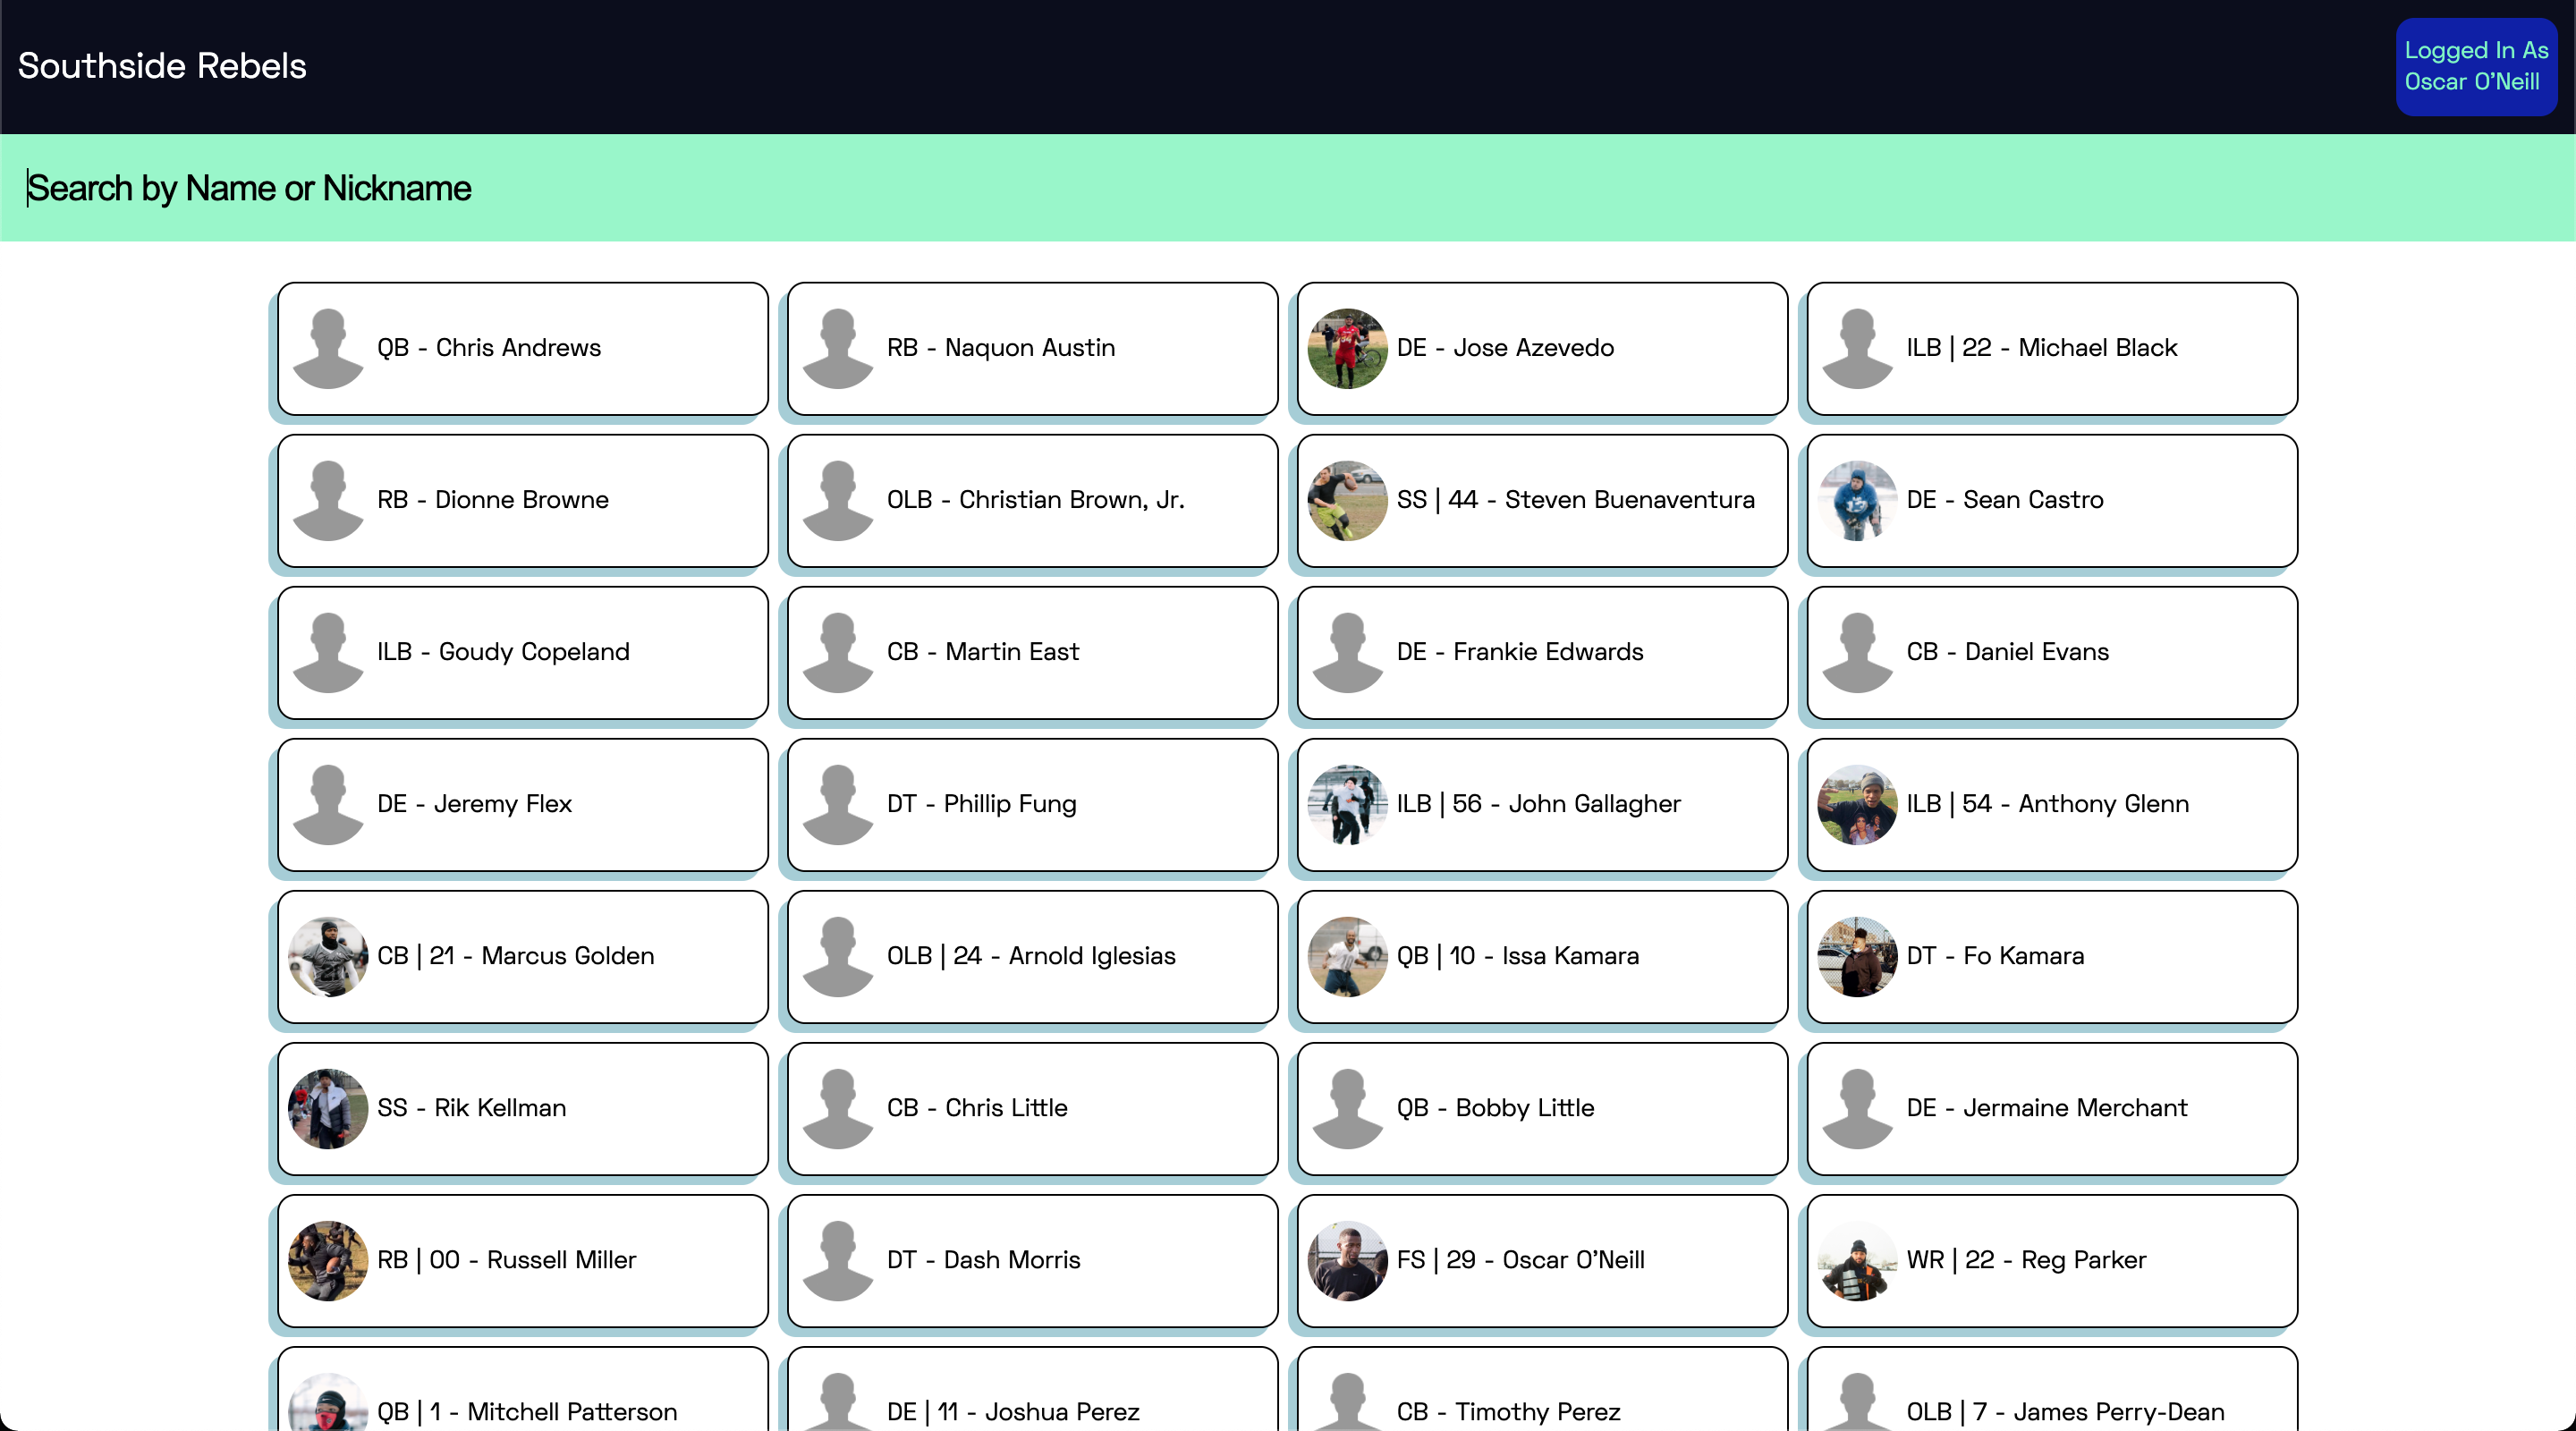 Southside Rebels
Logged In As
Oscar O'Neill
Search by Name or Nickname
QB - Chris Andrews
RB - Naquon Austin
DE - Jose Azevedo
ILB | 22 - Michael Black
RB - Dionne Browne
OLB - Christian Brown, Jr.
SS | 44 - Steven Buenaventura
DE - Sean Castro
ILB - Goudy Copeland
CB - Martin East
DE - Frankie Edwards
CB - Daniel Evans
DE - Jeremy Flex
DT - Phillip Fung
ILB | 56 - John Gallagher
ILB | 54 - Anthony Glenn
CB | 21 - Marcus Golden
OLB | 24 - Arnold Iglesias
QB | 10 - Issa Kamara
DT - Fo Kamara
SS - Rik Kellman
CB - Chris Little
QB - Bobby Little
DE - Jermaine Merchant
RB | 00 - Russell Miller
DT - Dash Morris
FS | 29 - Oscar O'Neill
WR | 22 - Reg Parker
QB | 1 - Mitchell Patterson
DE | 11 - Joshua Perez
CB - Timothy Perez
OLB | 7 - James Perry-Dean